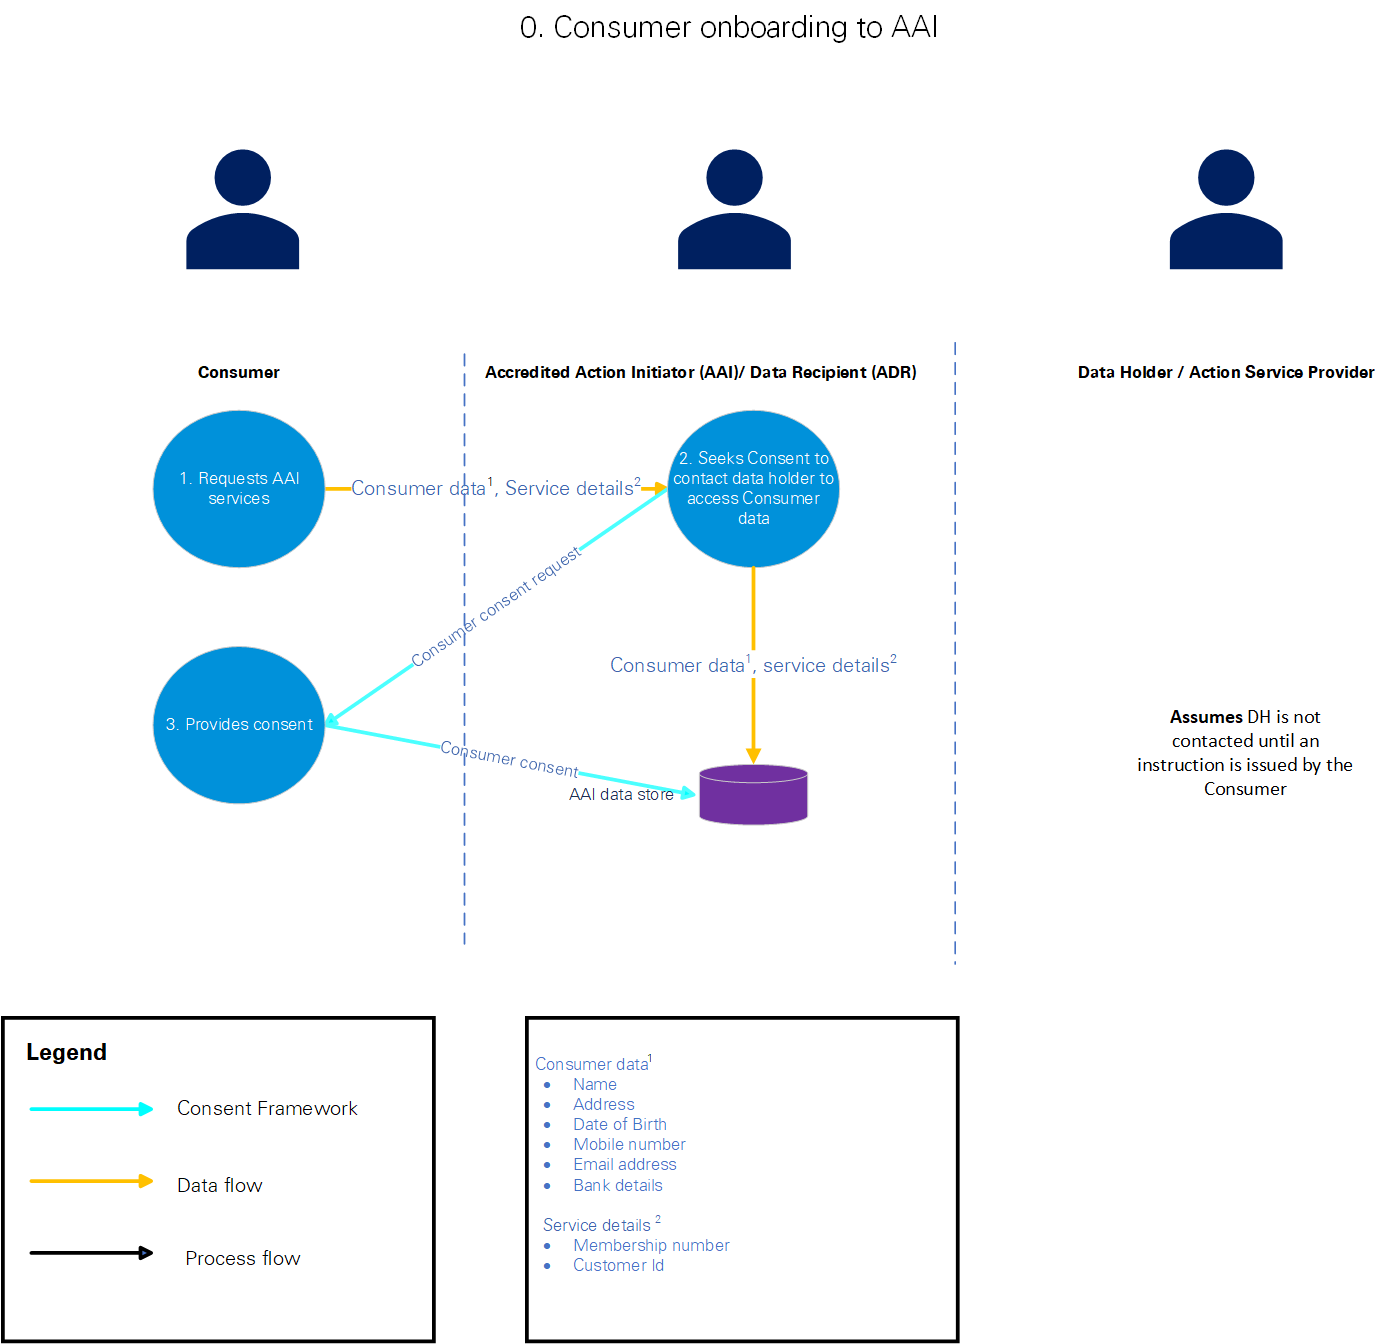 0. Consumer onboarding to AAI
Consumer
Accredited Action Initiator (AAI)/ Data Recipient (ADR)
Data Holder / Action Service Provider
1. Requests AAI
services
Consumer data1, Service details2
2. Seeks Consent to
contact data holder to
access Consumer
data
Consumer consent request
Consumer data1, service details2
3. Provides consent
Consumer consent
AAI data store
Assumes DH is not
contacted until an
instruction is issued by the
Consumer
Legend
Consent Framework
Data flow
Process flow
Consumer data1
• Name
• Address
• Date of Birth
• Mobile number
• Email address
• Bank details
Service details 2
• Membership number
• Customer Id